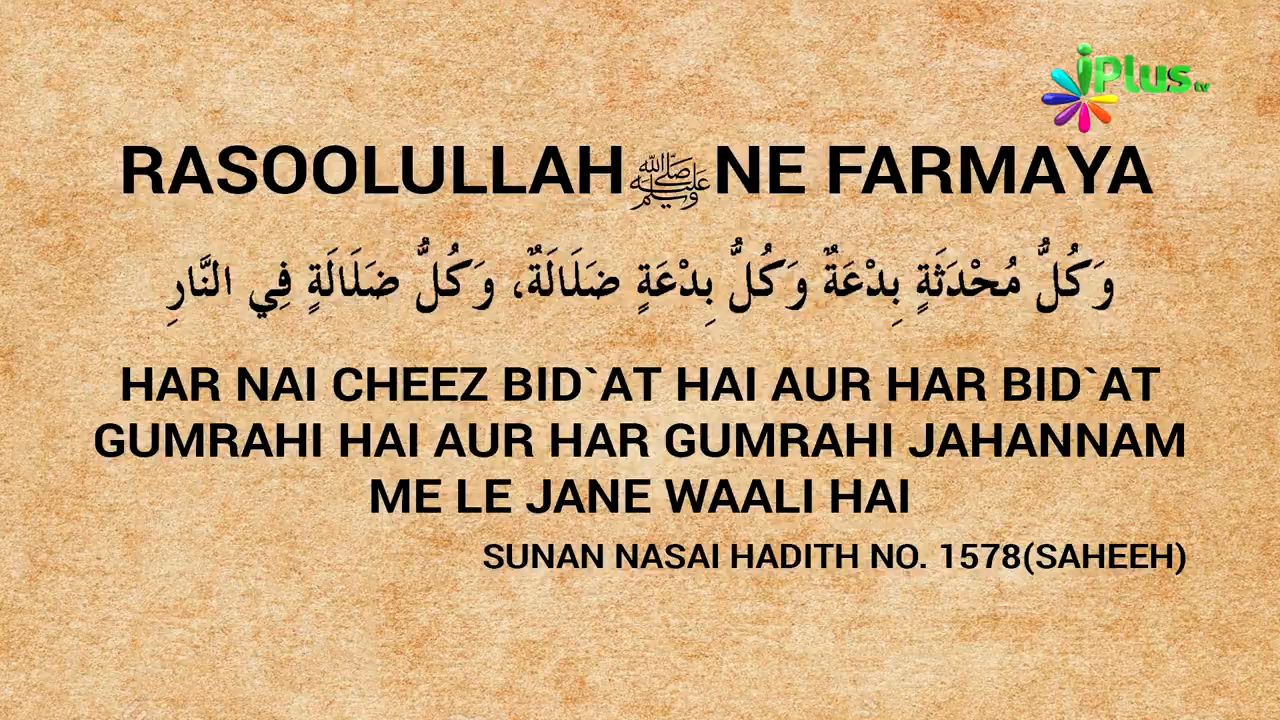 iPlus tv
RASOOLULLAH ﷺ NE FARMAYA
وَكُلُّ مُحْدَثَةٍ بِدْعَةٌ وَكُلُّ بِدْعَةٍ ضَلَالَةٌ، وَكُلُّ ضَلَالَةٍ فِي النَّارِ
HAR NAI CHEEZ BID`AT HAI AUR HAR BID`AT
GUMRAHI HAI AUR HAR GUMRAHI JAHANNAM
ME LE JANE WAALI HAI
SUNAN NASAI HADITH NO. 1578(SAHEEH)